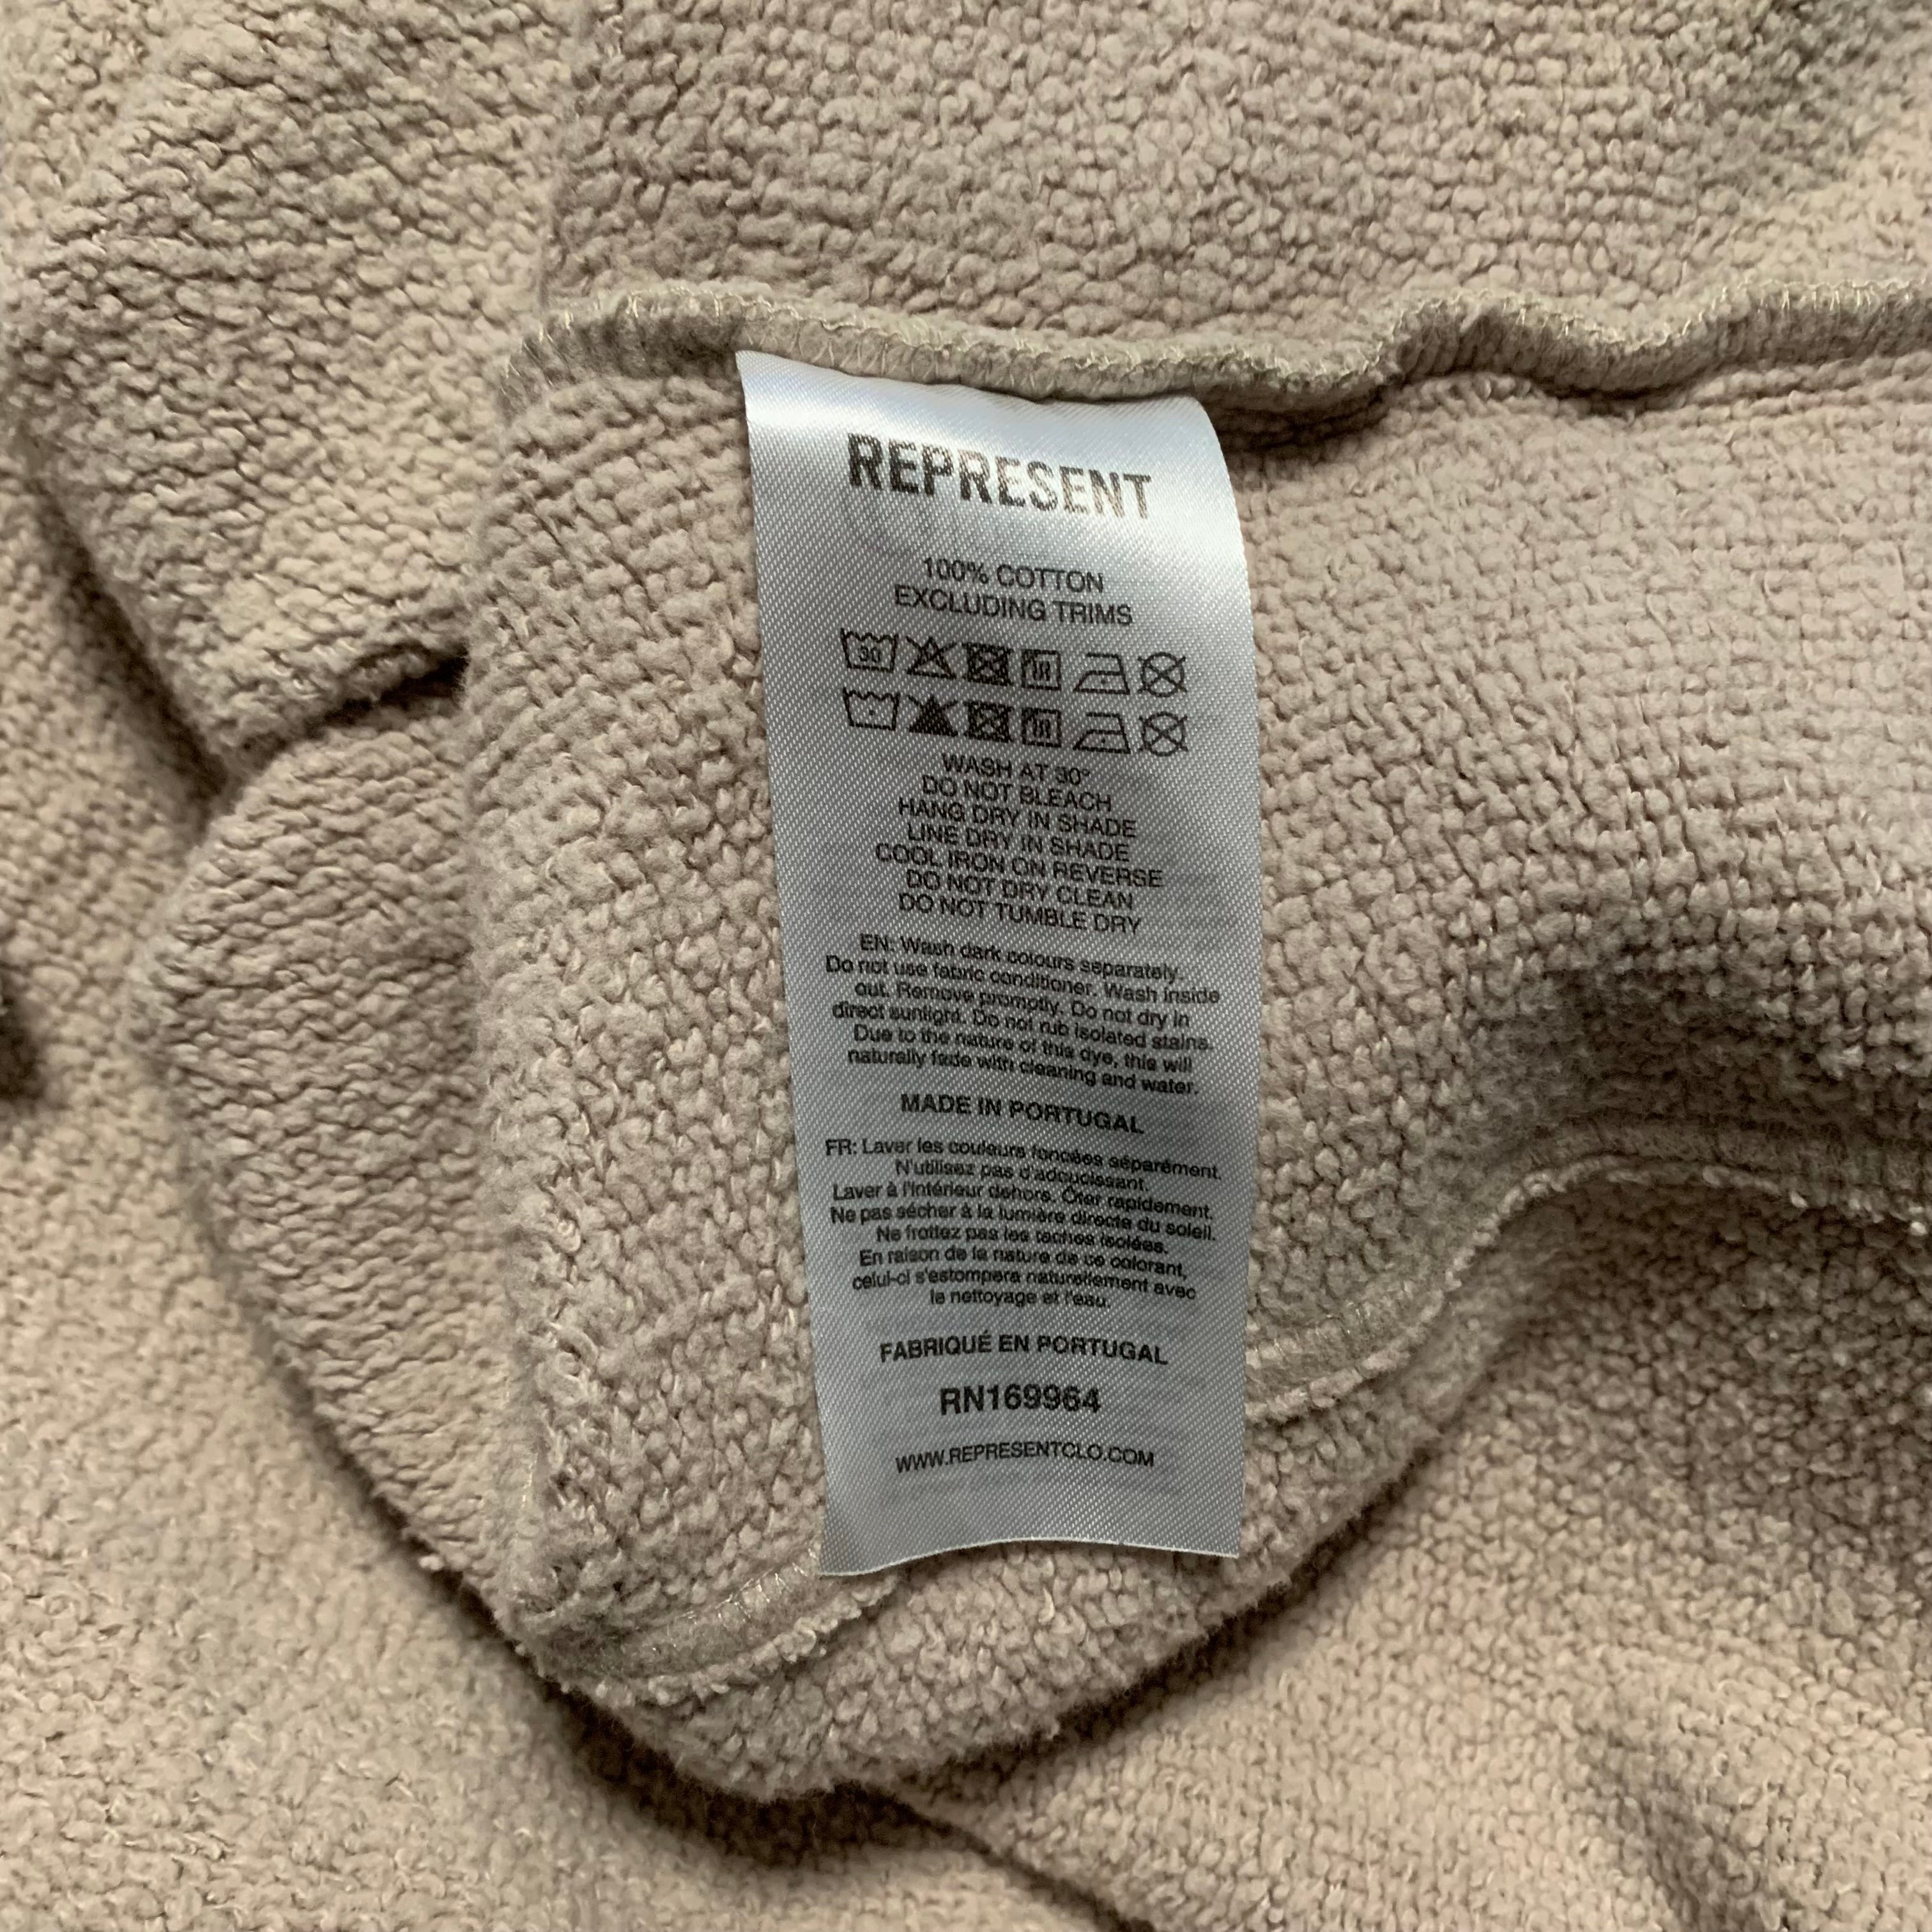 REPRESENT
100% COTTON
EXCLUDING TRIMS
30
WASH AT 30°
DO NOT BLEACH
HANG DRY IN SHADE
LINE DRY IN SHADE
COOL IRON ON REVERSE
DO NOT DRY CLEAN
DO NOT TUMBLE DRY
EN: Wash dark colours separately.
Do not use fabric conditioner. Wash inside
out. Remove promptly. Do not dry in
direct sunlight. Do not rub isolated stains.
Due to the nature of this dye, this will
naturally fade with cleaning and water.
MADE IN PORTUGAL
FR: Laver les couleurs foncées séparément.
N'utilisez pas d'adoucissant.
Laver à l'intérieur dehors. Ôter rapidement.
Ne pas sécher à la lumière directe du soleil.
Ne frottez pas les taches isolées.
En raison de la nature de ce colorant,
celui-ci s'estompera naturellement avec
le nettoyage et l'eau.
FABRIQUÉ EN PORTUGAL
RN169964
WWW.REPRESENTCLO.COM